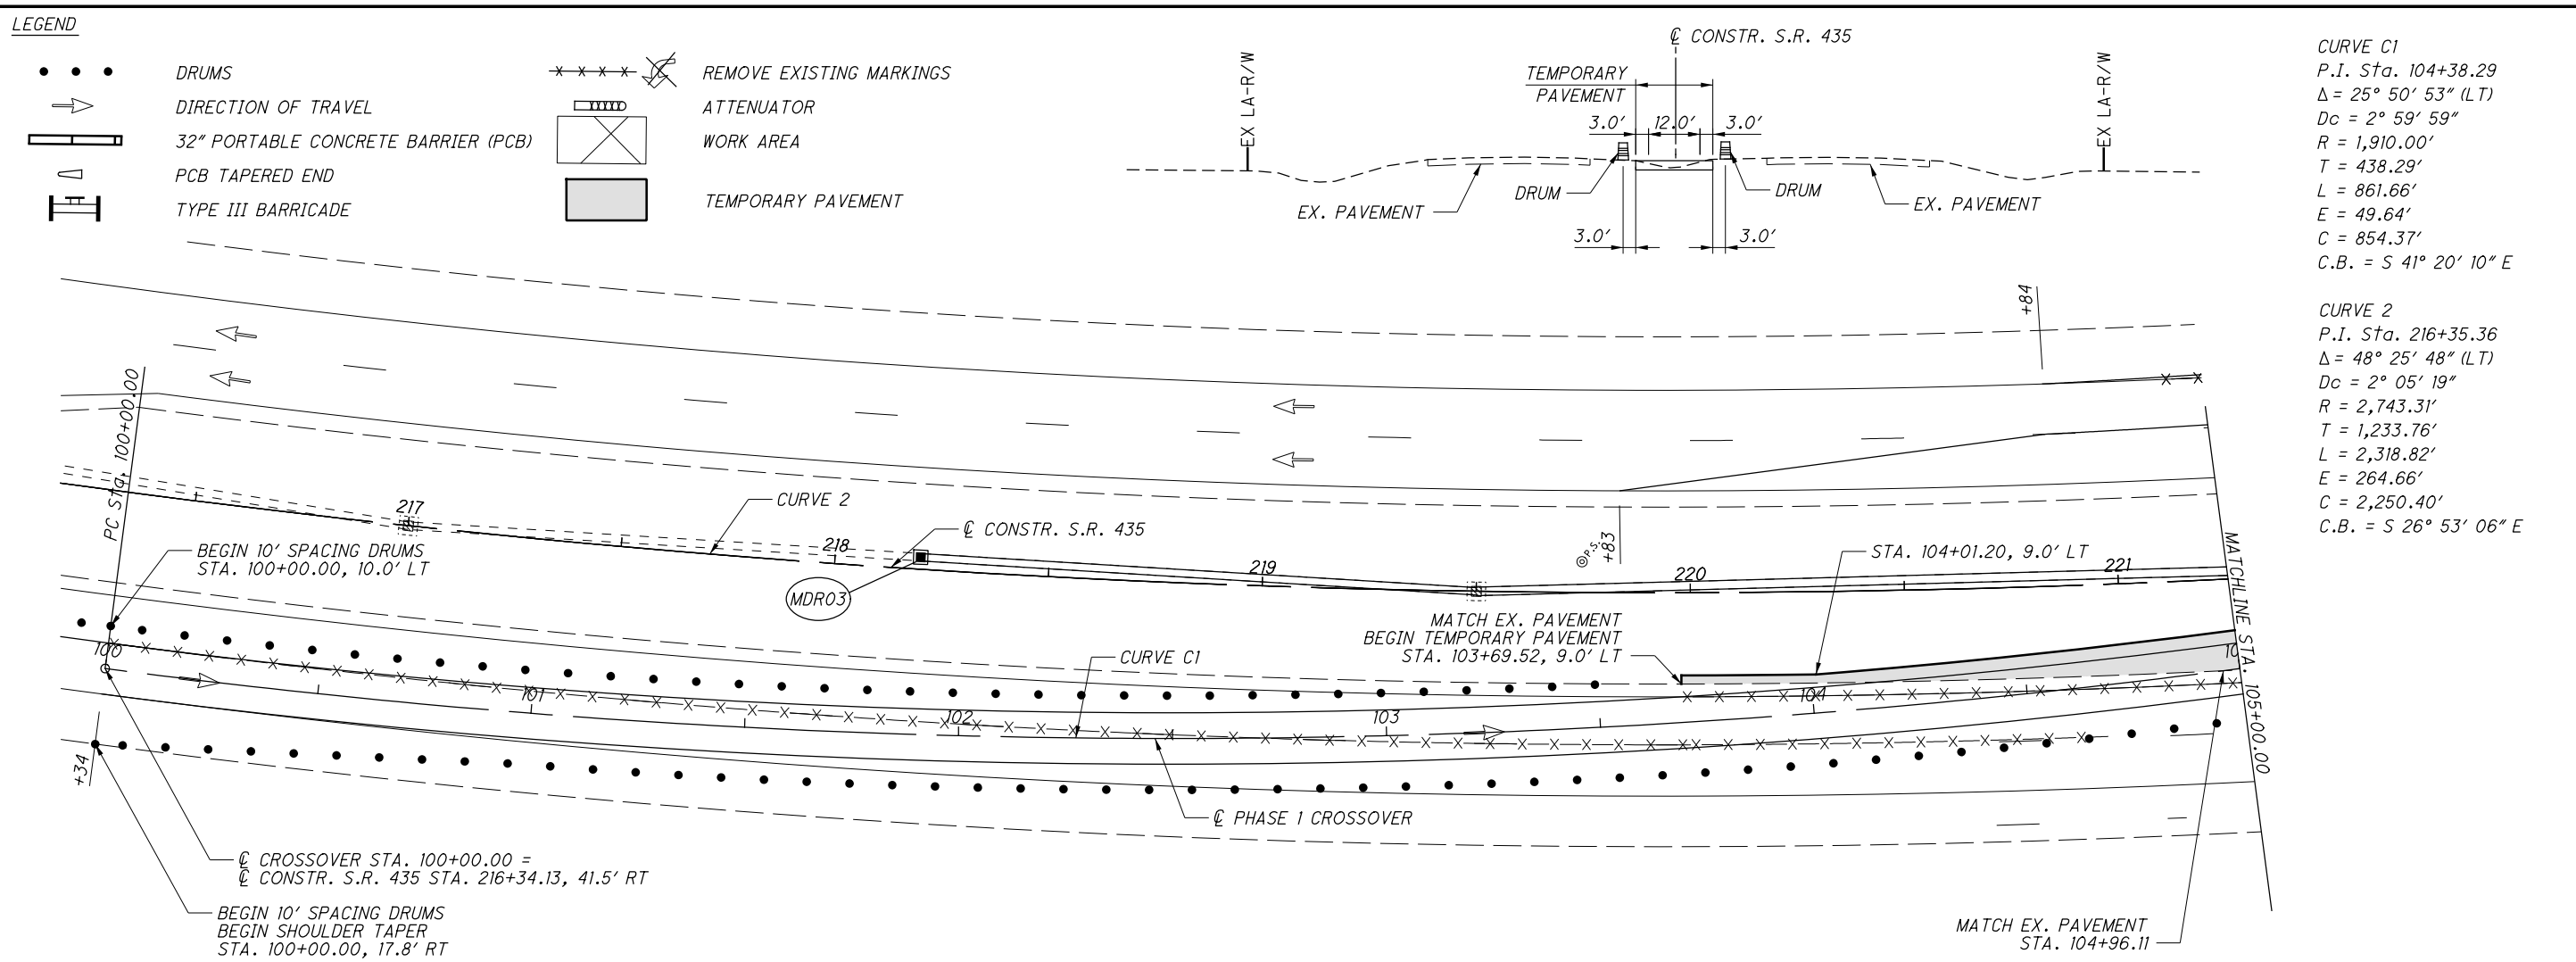 LEGEND
DRUMS
DIRECTION OF TRAVEL
32" PORTABLE CONCRETE BARRIER (PCB)
PCB TAPERED END
TYPE III BARRICADE
REMOVE EXISTING MARKINGS
ATTENUATOR
WORK AREA
TEMPORARY PAVEMENT
℄ CONSTR. S.R. 435
EX LA-R/W
EX LA-R/W
TEMPORARY
PAVEMENT
3.0' 12.0' 3.0'
DRUM
DRUM
EX. PAVEMENT
EX. PAVEMENT
3.0' 3.0'
CURVE C1
P.I. Sta. 104+38.29
Δ = 25° 50' 53" (LT)
Dc = 2° 59' 59"
R = 1,910.00'
T = 438.29'
L = 861.66'
E = 49.64'
C = 854.37'
C.B. = S 41° 20' 10" E
CURVE 2
P.I. Sta. 216+35.36
Δ = 48° 25' 48" (LT)
Dc = 2° 05' 19"
R = 2,743.31'
T = 1,233.76'
L = 2,318.82'
E = 264.66'
C = 2,250.40'
C.B. = S 26° 53' 06" E
+84
PC Sta. 100+00.00
217
CURVE 2
℄ CONSTR. S.R. 435
218
219
P.S.
+83
220
221
STA. 104+01.20, 9.0' LT
BEGIN 10' SPACING DRUMS
STA. 100+00.00, 10.0' LT
MDR03
MATCH EX. PAVEMENT
BEGIN TEMPORARY PAVEMENT
STA. 103+69.52, 9.0' LT
MATCHLINE STA. 105+00.00
100
101
102
103
104
10
CURVE C1
+34
℄ PHASE 1 CROSSOVER
℄ CROSSOVER STA. 100+00.00 =
℄ CONSTR. S.R. 435 STA. 216+34.13, 41.5' RT
BEGIN 10' SPACING DRUMS
BEGIN SHOULDER TAPER
STA. 100+00.00, 17.8' RT
MATCH EX. PAVEMENT
STA. 104+96.11